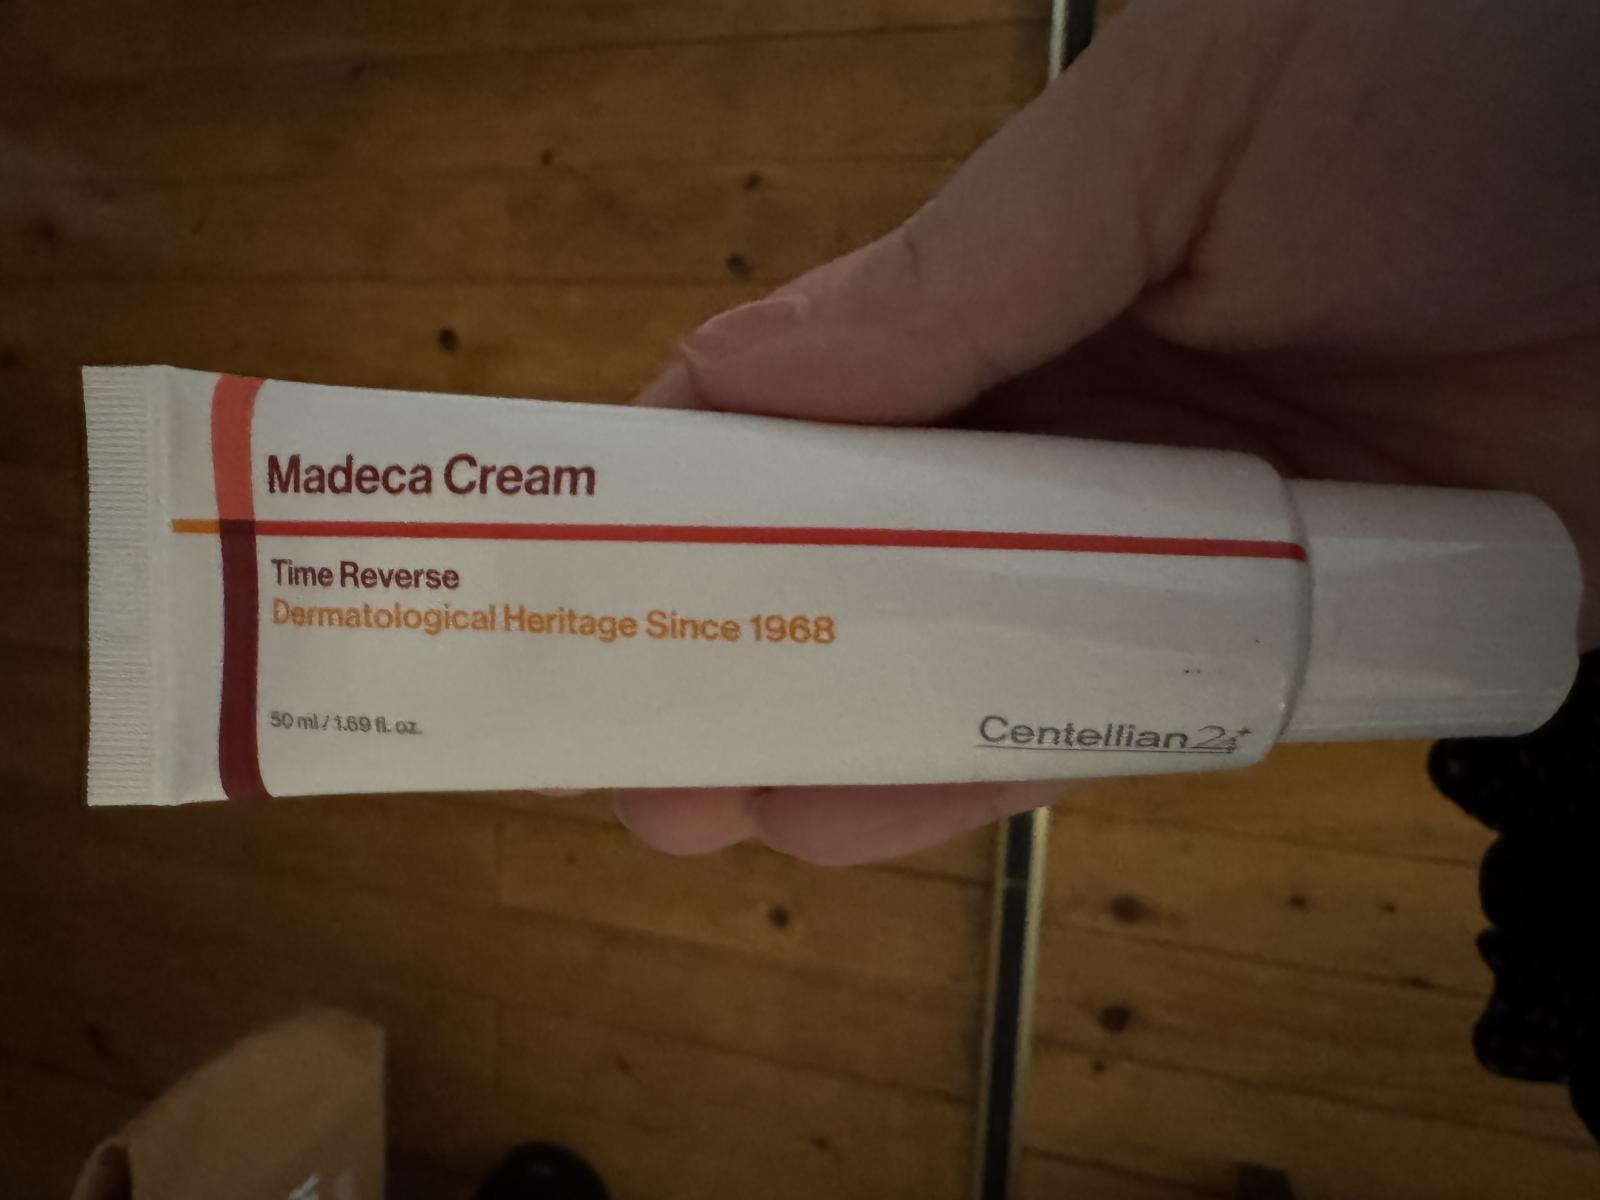 Madeca Cream
Time Reverse
Dermatological Heritage Since 1968
50 ml / 1.69 fl. oz.
Centellian24+